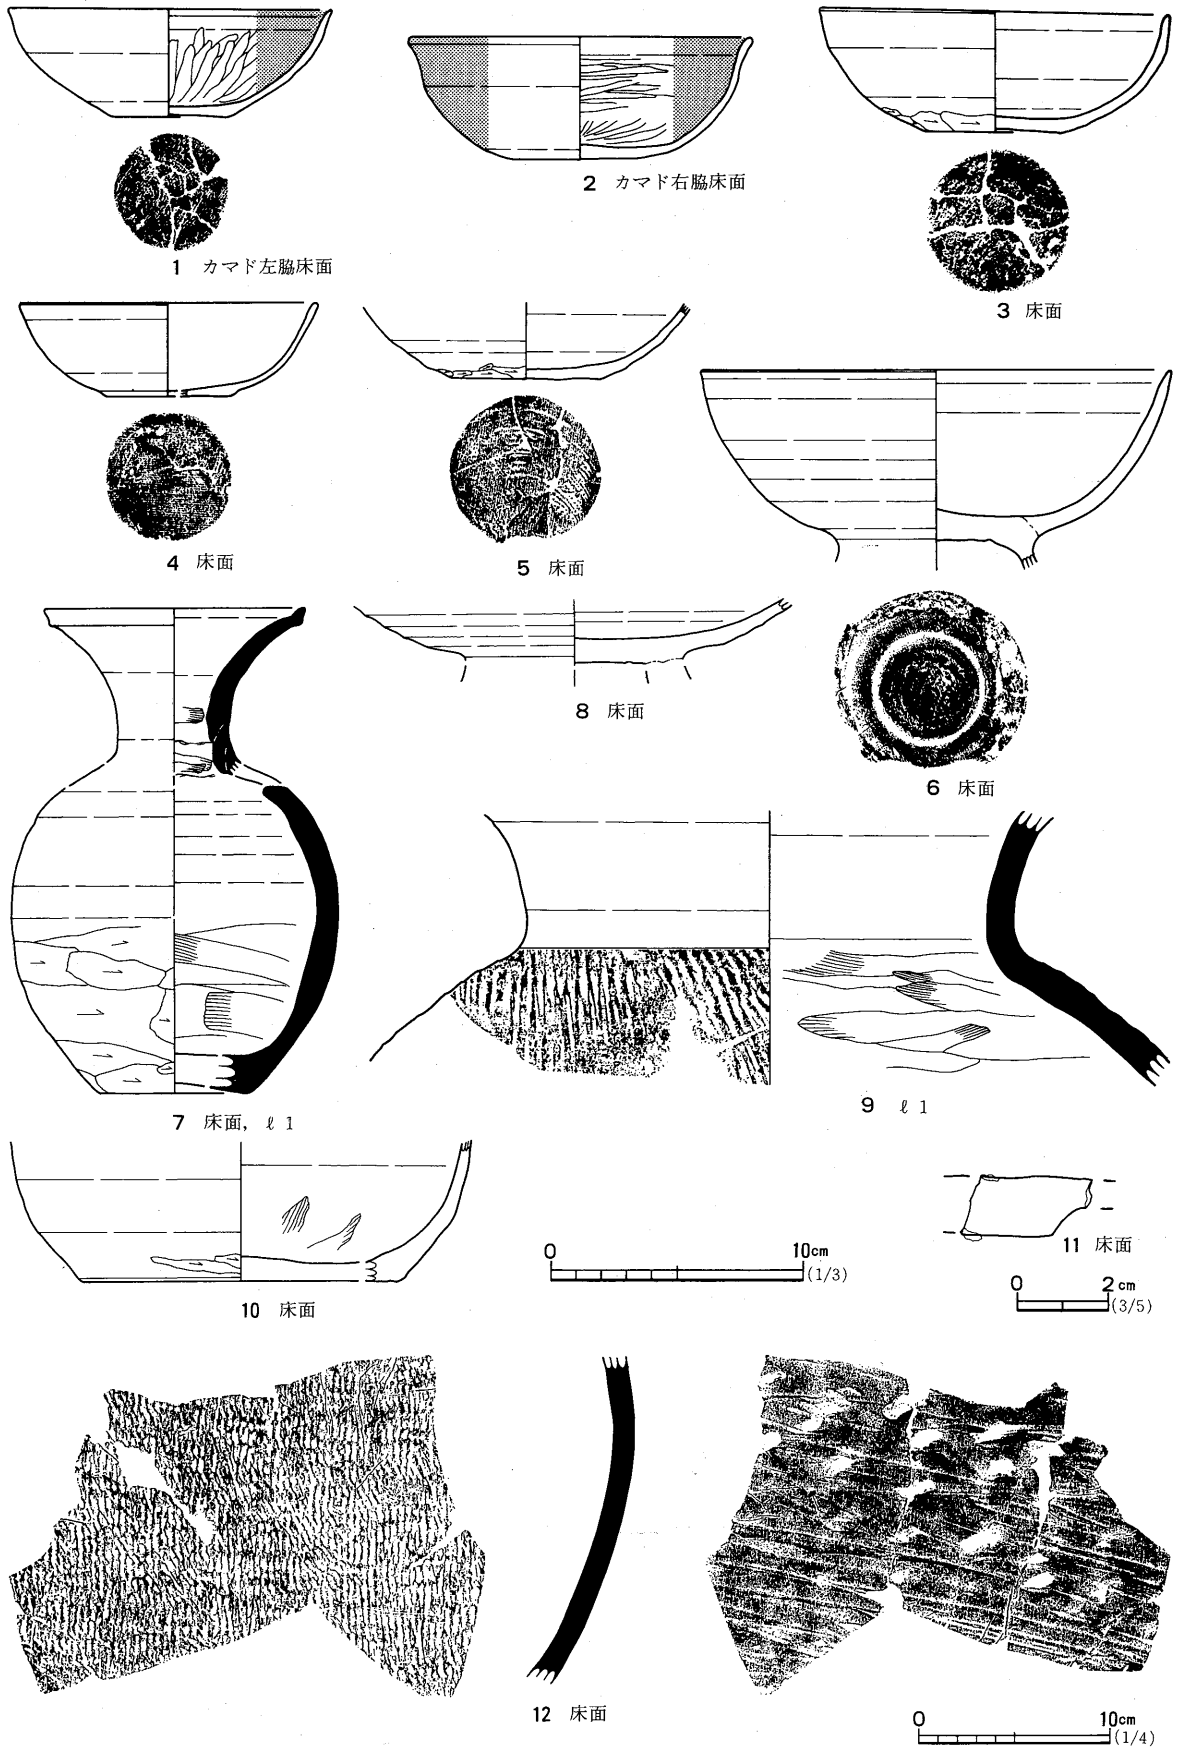 1 カマド左脇床面
2 カマド右脇床面
3 床面
4 床面
5 床面
6 床面
7 床面, ℓ 1
8 床面
9 ℓ 1
10 床面
0 10cm
(1/3)
11 床面
0 2cm
(3/5)
12 床面
0 10cm
(1/4)